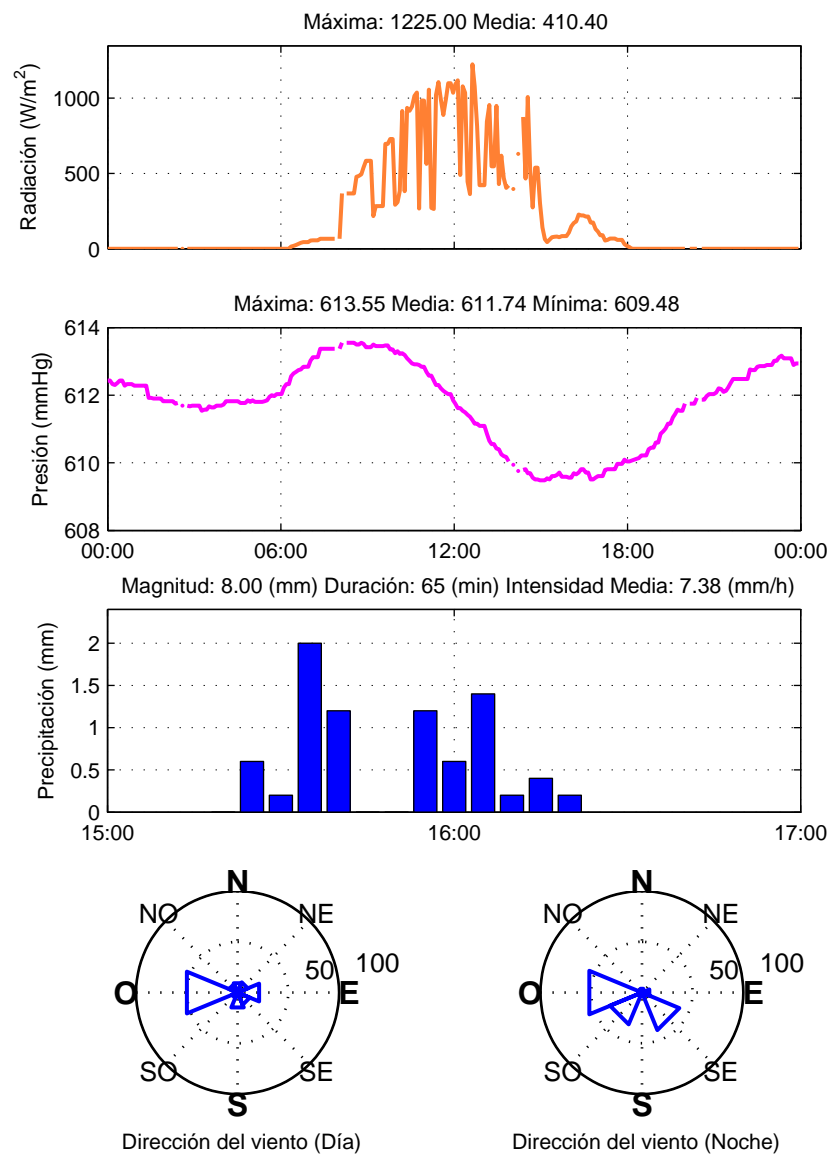 Máxima: 1225.00 Media: 410.40
Radiación (W/m²)
1000
500
0
Máxima: 613.55 Media: 611.74 Mínima: 609.48
Presión (mmHg)
614
612
610
608
00:00 06:00 12:00 18:00 00:00
Magnitud: 8.00 (mm) Duración: 65 (min) Intensidad Media: 7.38 (mm/h)
Precipitación (mm)
2
1.5
1
0.5
0
15:00 16:00 17:00
N
NO NE
50 100
O E
SO SE
S
Dirección del viento (Día)
N
NO NE
50 100
O E
SO SE
S
Dirección del viento (Noche)